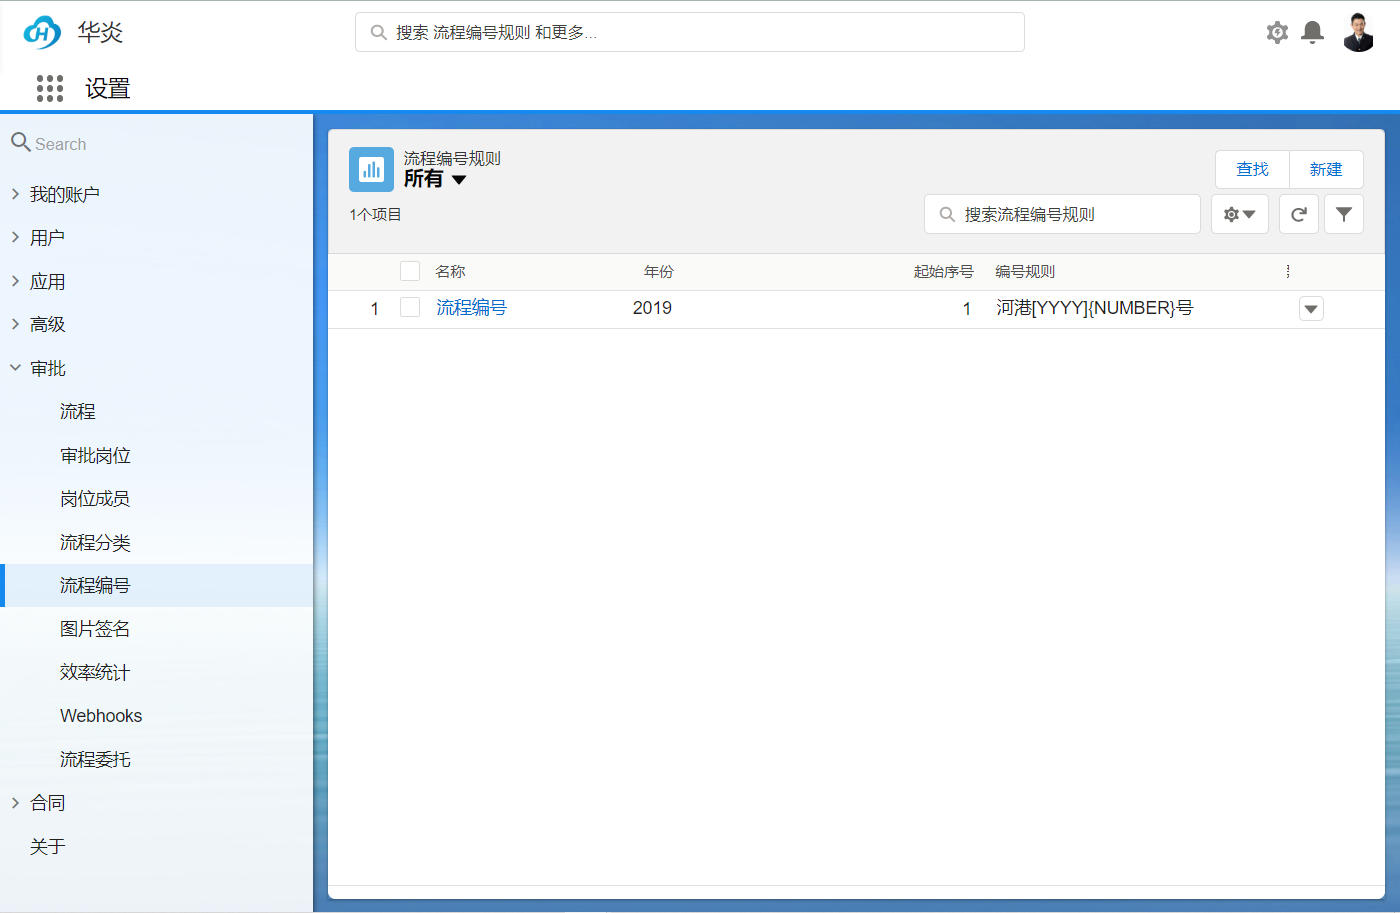 华炎
搜索 流程编号规则 和更多...
设置
Search
我的账户
用户
应用
高级
审批
流程
审批岗位
岗位成员
流程分类
流程编号
图片签名
效率统计
Webhooks
流程委托
合同
关于
流程编号规则
所有
查找
新建
1个项目
搜索流程编号规则
名称 年份 起始序号 编号规则
1 流程编号 2019 1 河港[YYYY]{NUMBER}号